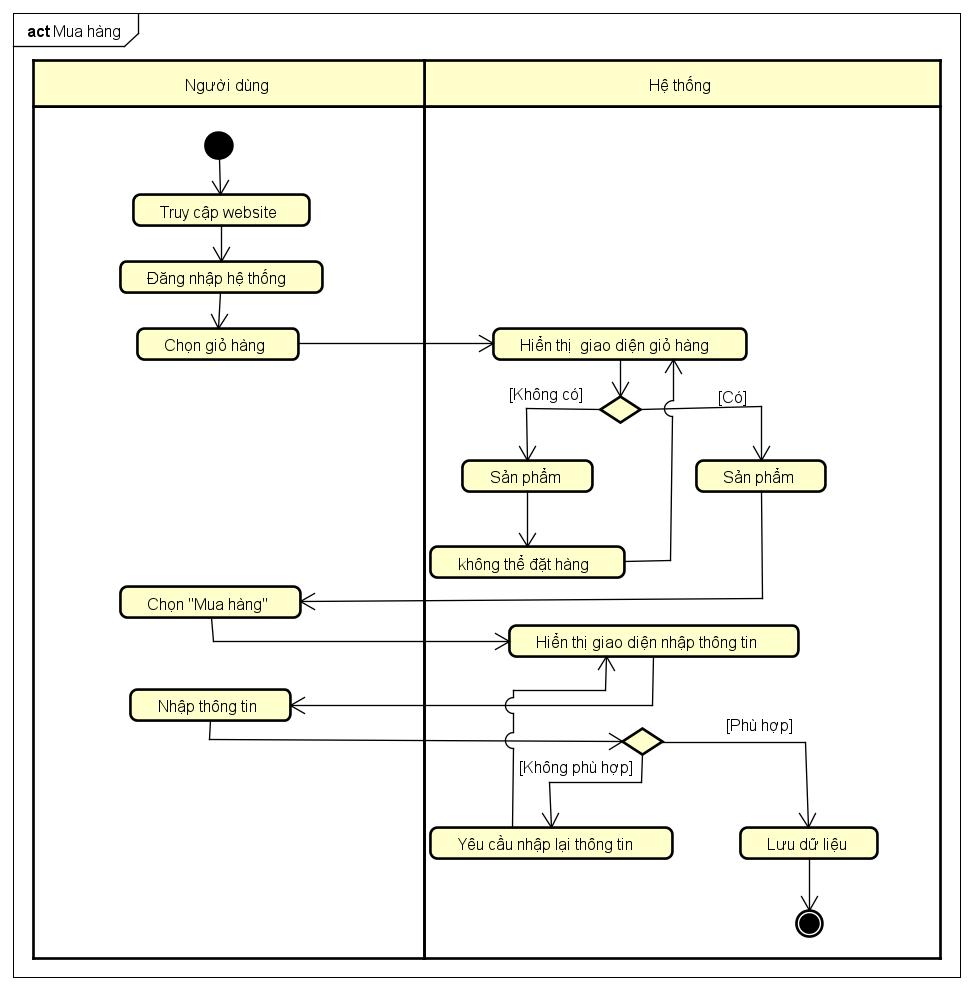 act Mua hàng
Người dùng
Hệ thống
Truy cập website
Đăng nhập hệ thống
Chọn giỏ hàng
Hiển thị giao diện giỏ hàng
[Không có]
[Có]
Sản phẩm
Sản phẩm
không thể đặt hàng
Chọn "Mua hàng"
Hiển thị giao diện nhập thông tin
Nhập thông tin
[Phù hợp]
[Không phù hợp]
Yêu cầu nhập lại thông tin
Lưu dữ liệu